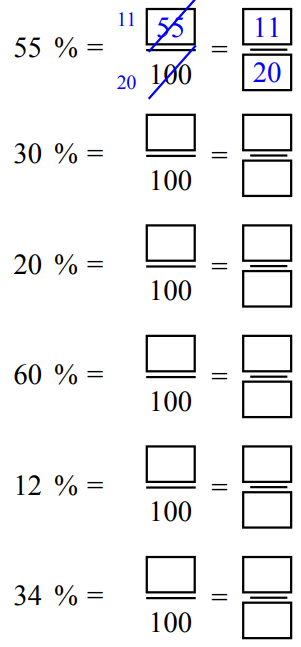 55 % = 11 55 / 20 100 = 11 / 20
30 % = / 100 =
20 % = / 100 =
60 % = / 100 =
12 % = / 100 =
34 % = / 100 =